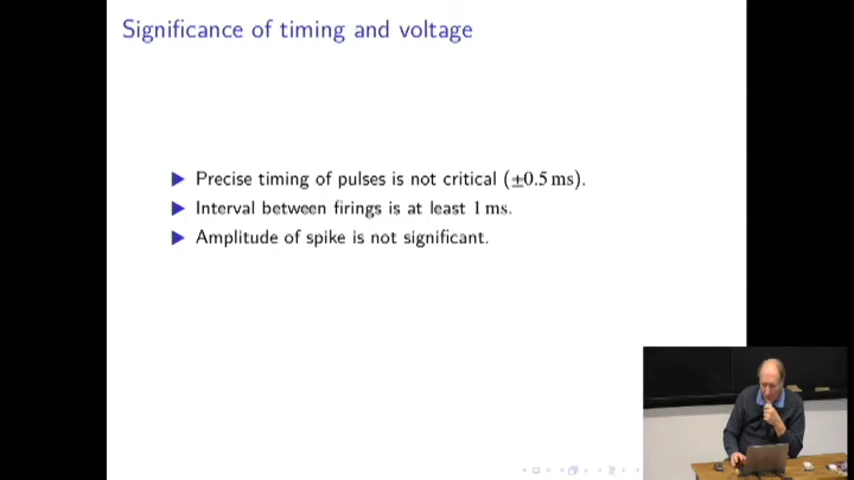 Significance of timing and voltage
▶ Precise timing of pulses is not critical (±0.5 ms).
▶ Interval between firings is at least 1 ms.
▶ Amplitude of spike is not significant.